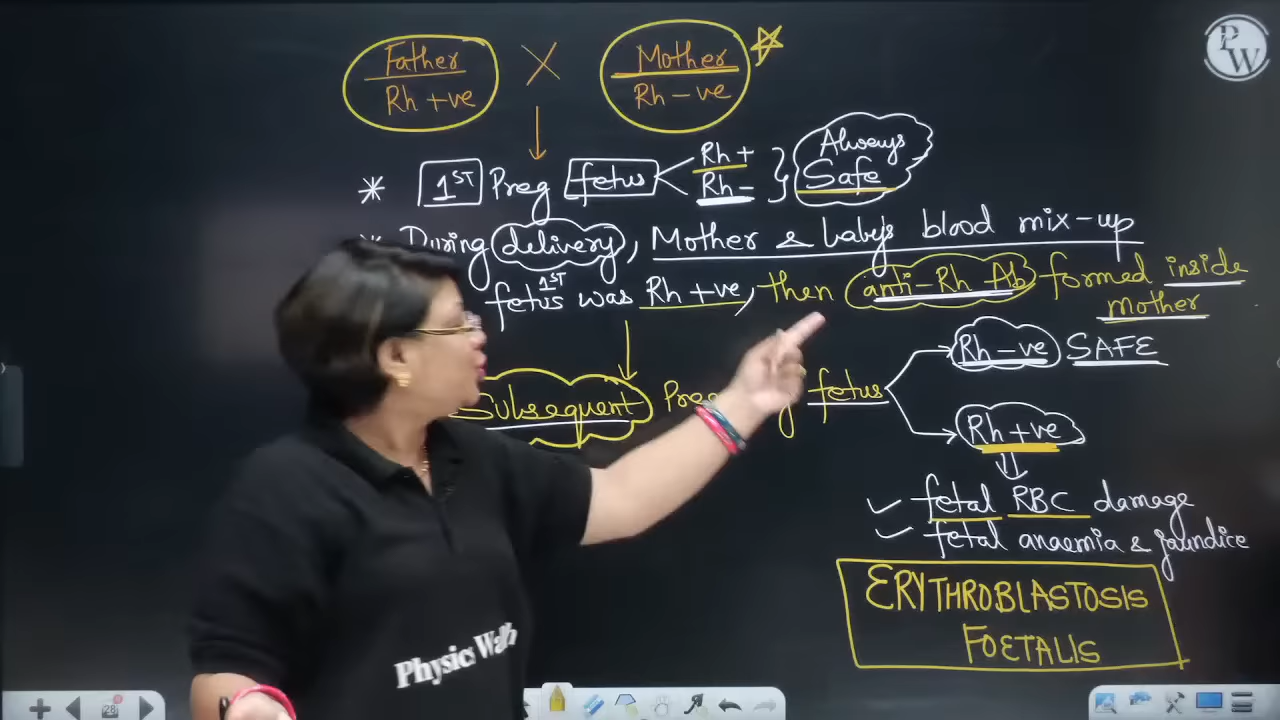 Father × Mother
Rh +ve Rh -ve
PW
* 1ST Preg fetus Rh+ Always
Rh- Safe
* During delivery, Mother & baby's blood mix-up
1ST
fetus was Rh +ve, then anti-Rh Ab formed inside
mother
Rh-ve SAFE
Subsequent fetus
Rh +ve
✓ fetal RBC damage
✓ fetal anaemia & jaundice
ERYTHROBLASTOSIS
FOETALIS
Physics Wallah
28